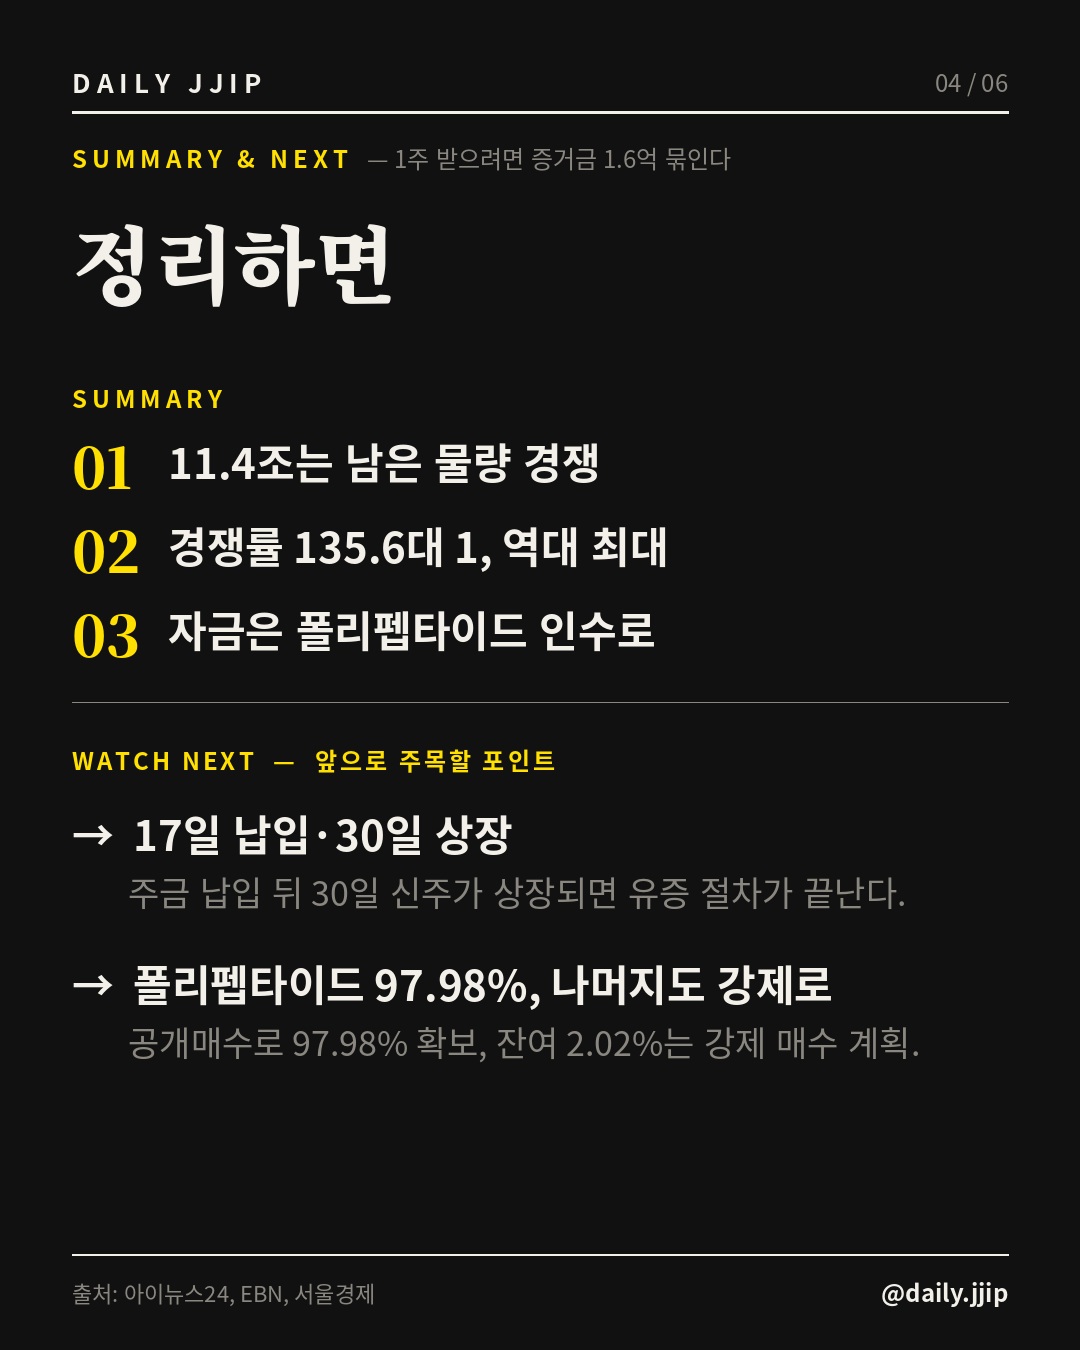 DAILY JJIP
04 / 06
SUMMARY & NEXT — 1주 받으려면 증거금 1.6억 묶인다
정리하면
SUMMARY
01 11.4조는 남은 물량 경쟁
02 경쟁률 135.6대 1, 역대 최대
03 자금은 폴리펩타이드 인수로
WATCH NEXT — 앞으로 주목할 포인트
→ 17일 납입·30일 상장
주금 납입 뒤 30일 신주가 상장되면 유증 절차가 끝난다.
→ 폴리펩타이드 97.98%, 나머지도 강제로
공개매수로 97.98% 확보, 잔여 2.02%는 강제 매수 계획.
출처: 아이뉴스24, EBN, 서울경제
@daily.jjip